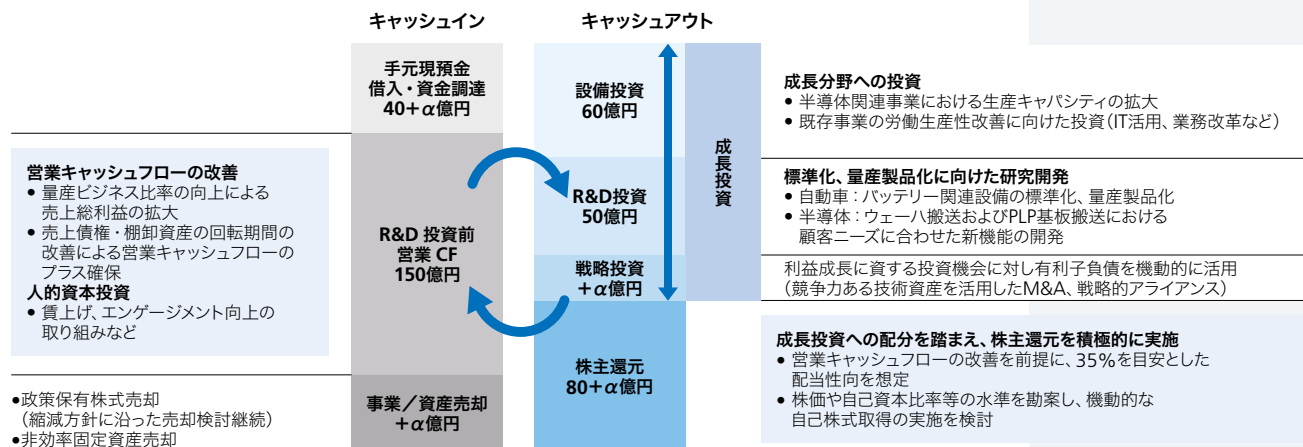 キャッシュイン
キャッシュアウト
手元現預金
借入・資金調達
40+α億円
営業キャッシュフローの改善
• 量産ビジネス比率の向上による
売上総利益の拡大
• 売上債権・棚卸資産の回転期間の
改善による営業キャッシュフローの
プラス確保
人的資本投資
• 賃上げ、エンゲージメント向上の
取り組みなど
R&D 投資前
営業 CF
150億円
•政策保有株式売却
(縮減方針に沿った売却検討継続)
•非効率固定資産売却
事業/資産売却
+α億円
設備投資
60億円
R&D投資
50億円
戦略投資
+α億円
株主還元
80+α億円
成長投資
成長分野への投資
• 半導体関連事業における生産キャパシティの拡大
• 既存事業の労働生産性改善に向けた投資(IT活用、業務改革など)
標準化、量産製品化に向けた研究開発
• 自動車:バッテリー関連設備の標準化、量産製品化
• 半導体:ウェーハ搬送およびPLP基板搬送における
顧客ニーズに合わせた新機能の開発
利益成長に資する投資機会に対し有利子負債を機動的に活用
(競争力ある技術資産を活用したM&A、戦略的アライアンス)
成長投資への配分を踏まえ、株主還元を積極的に実施
• 営業キャッシュフローの改善を前提に、35%を目安とした
配当性向を想定
• 株価や自己資本比率等の水準を勘案し、機動的な
自己株式取得の実施を検討